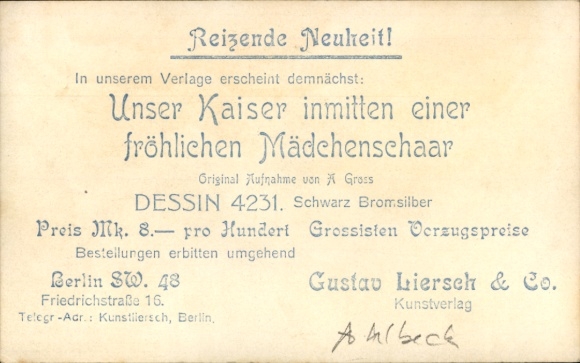 Reizende Neuheit!
In unserem Verlage erscheint demnächst:
Unser Kaiser inmitten einer
fröhlichen Mädchenschaar
Original Aufnahme von A Gross
DESSIN 4231. Schwarz Bromsilber
Preis Mk. 8.— pro Hundert Grossisten Vorzugspreise
Bestellungen erbitten umgehend
Berlin SW. 48 Gustav Liersch & Co.
Friedrichstraße 16. Kunstverlag
Telegr-Adr.: Kunstliersch, Berlin.
Ahlbeck